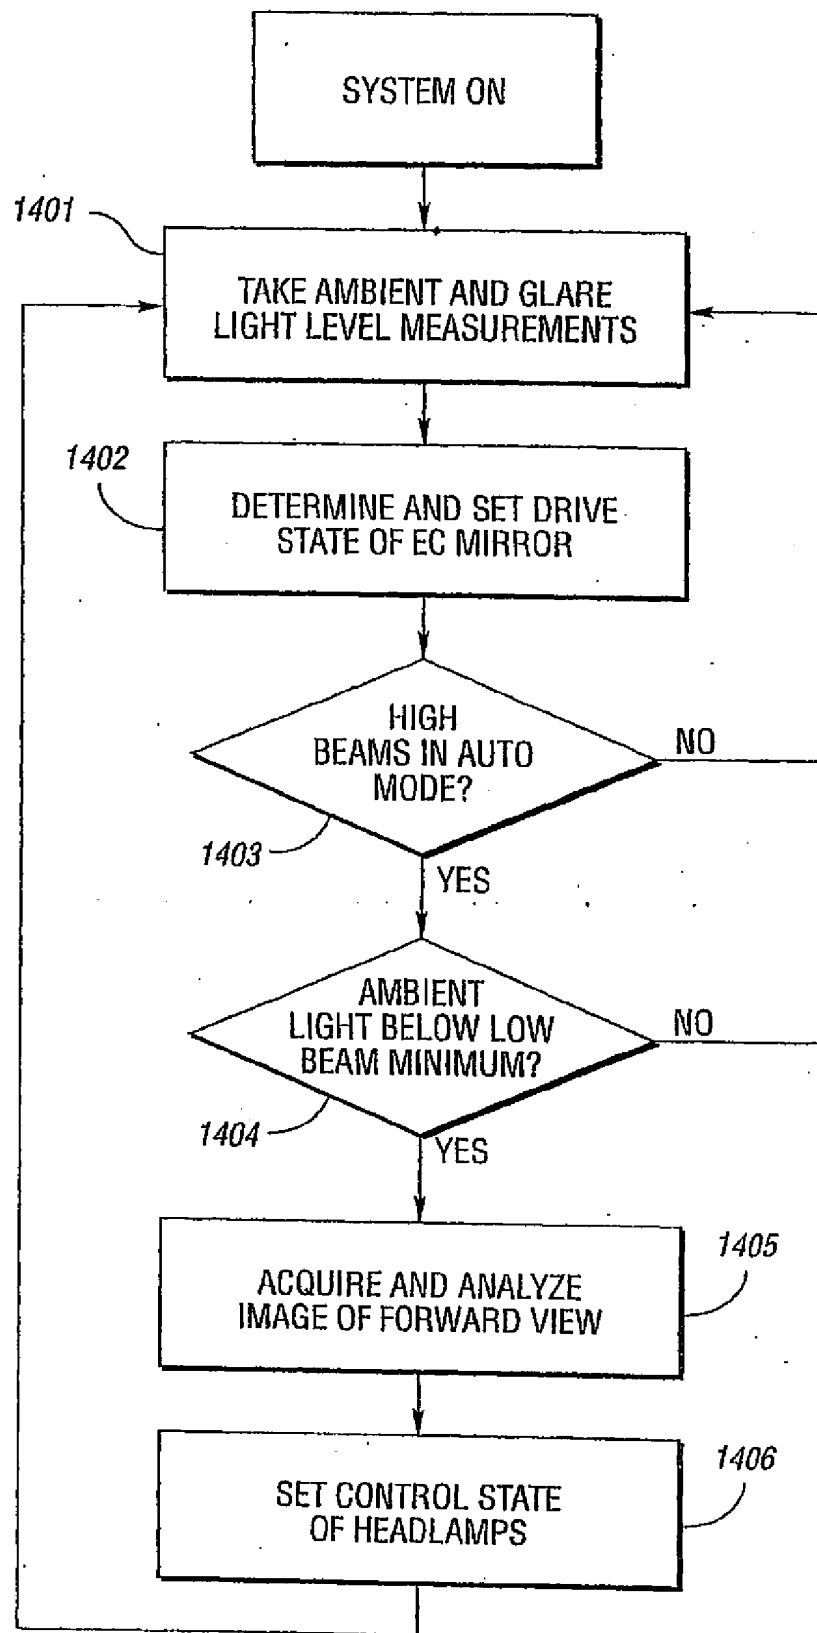 SYSTEM ON
1401
TAKE AMBIENT AND GLARE
LIGHT LEVEL MEASUREMENTS
1402
DETERMINE AND SET DRIVE
STATE OF EC MIRROR
HIGH
BEAMS IN AUTO
MODE?
NO
1403
YES
AMBIENT
LIGHT BELOW LOW
BEAM MINIMUM?
NO
1404
YES
1405
ACQUIRE AND ANALYZE
IMAGE OF FORWARD VIEW
1406
SET CONTROL STATE
OF HEADLAMPS